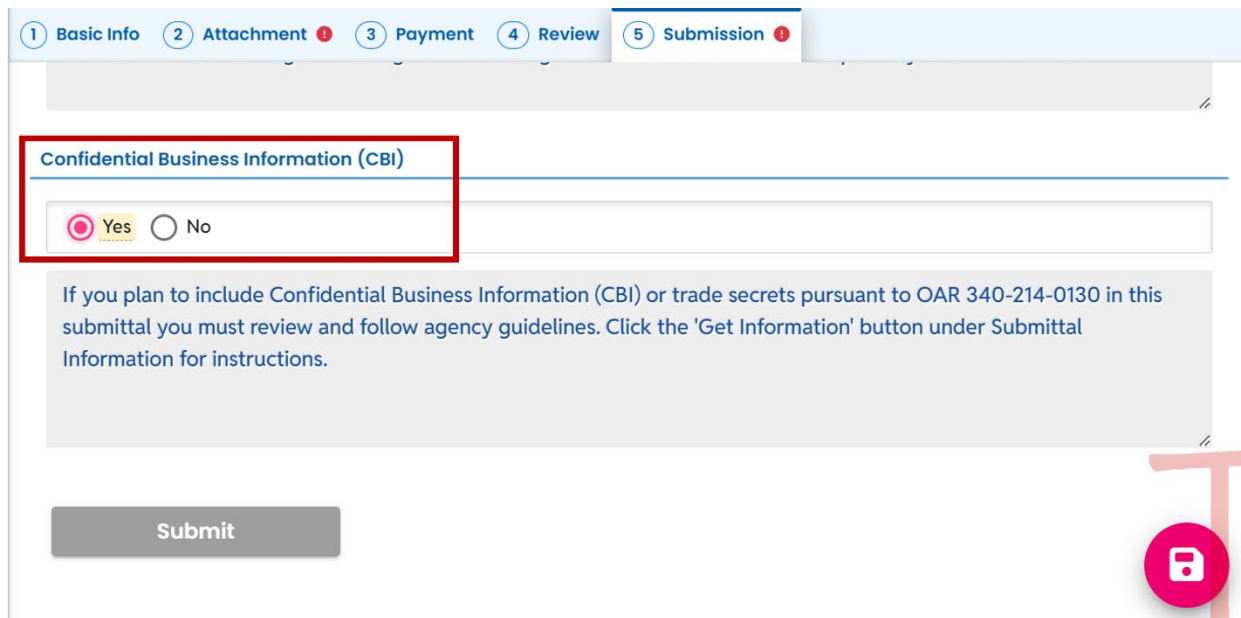 1 Basic Info 2 Attachment ! 3 Payment 4 Review 5 Submission !
Confidential Business Information (CBI)
Yes No
If you plan to include Confidential Business Information (CBI) or trade secrets pursuant to OAR 340-214-0130 in this
submittal you must review and follow agency guidelines. Click the 'Get Information' button under Submittal
Information for instructions.
Submit